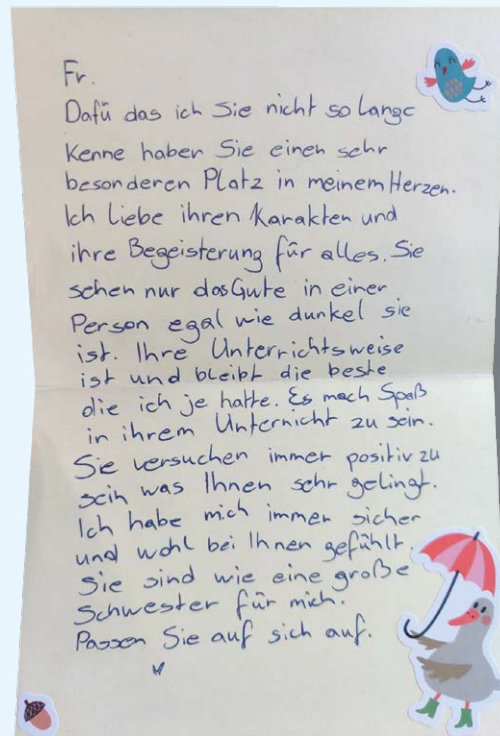 Fr.
Dafü das ich Sie nicht so lange
kenne haben Sie einen sehr
besonderen Platz in meinem Herzen.
Ich liebe ihren Karakten und
ihre Begeisterung für alles. Sie
sehen nur das Gute in einer
Person egal wie dunkel sie
ist. Ihre Unterrichtsweise
ist und bleibt die beste
die ich je hatte. Es mach Spaß
in ihrem Unternicht zu sein.
Sie versuchen immer positiv zu
sein was Ihnen sehr gelingt.
Ich habe mich immer sicher
und wohl bei Ihnen gefühlt
Sie sind wie eine große
Schwester für mich.
Passen Sie auf sich auf.